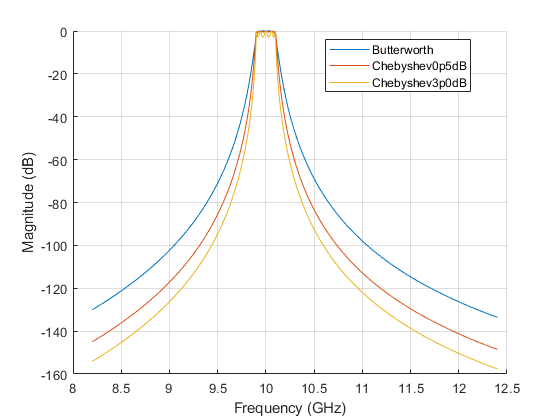 0
-20
-40
-60
-80
-100
-120
-140
-160
Magnitude (dB)
Butterworth
Chebyshev0p5dB
Chebyshev3p0dB
8 8.5 9 9.5 10 10.5 11 11.5 12 12.5
Frequency (GHz)